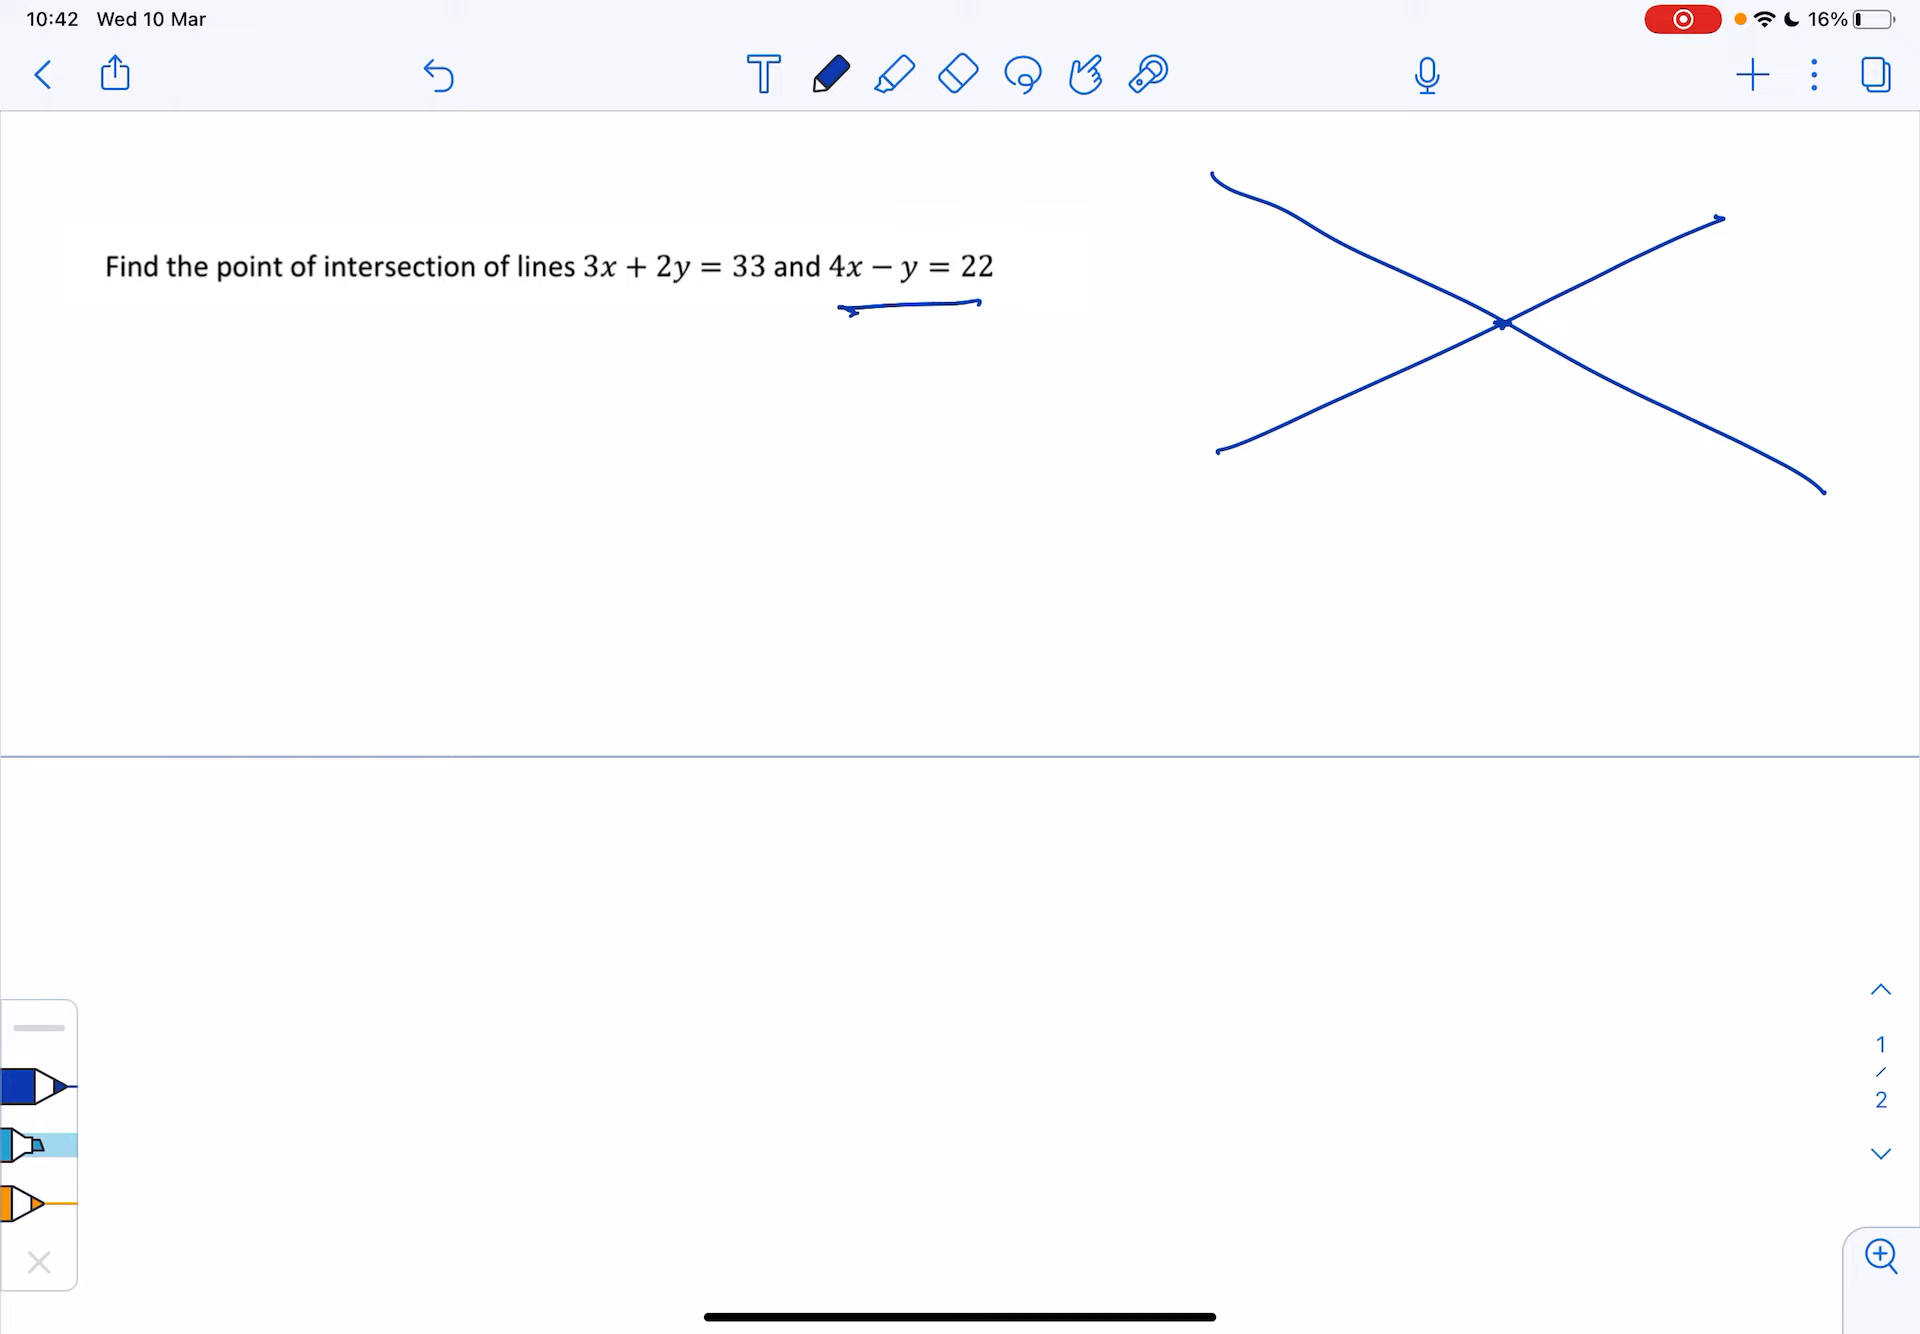 10:42 Wed 10 Mar
16%
T
Find the point of intersection of lines 3x + 2y = 33 and 4x − y = 22
1
/
2